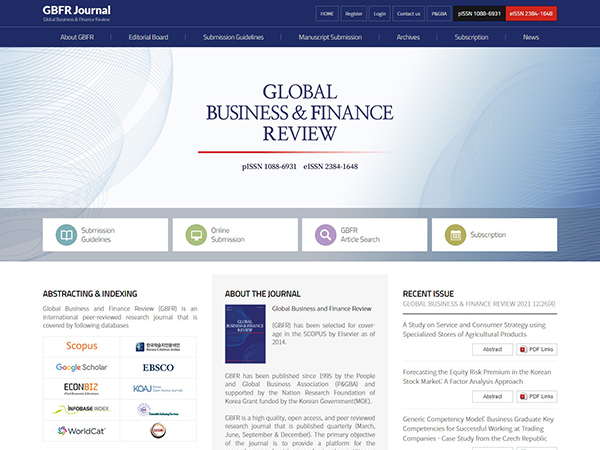 GBFR Journal
Global Business & Finance Review
HOME
Register
Login
Contact us
P&GBA
pISSN 1088-6931
eISSN 2384-1648
About GBFR
Editorial Board
Submission Guidelines
Manuscript Submission
Archives
Subscription
News
GLOBAL
BUSINESS & FINANCE
REVIEW
pISSN 1088-6931 eISSN 2384-1648
Submission
Guidelines
Online
Submission
GBFR
Article Search
Subscription
ABSTRACTING & INDEXING
Global Business and Finance Review (GBFR) is an
international peer-reviewed research journal that is
covered by following databases
Scopus
Korea Citation Index
Google Scholar
EBSCO
ECONBIZ
Find Economic Literature
KOAJ
INFOBASE INDEX
Scientific Indexing Services
WorldCat
ABOUT THE JOURNAL
GLOBAL
BUSINESS & FINANCE
REVIEW
Global Business and Finance Review
(GBFR) has been selected for cover-
age in the SCOPUS by Elsevier as of
2014.
GBFR has been published since 1995 by the People
and Global Business Association (P&GBA) and
supported by the Nation Research Foundation of
Korea Grant funded by the Korean Government(MOE).
GBFR is a high quality, open access, and peer reviewed
research journal that is published quarterly (March,
June, September & December). The primary objective
of the journal is to provide a platform for the
RECENT ISSUE
GLOBAL BUSINESS & FINANCE REVIEW 2021 12;26(4)
A Study on Service and Consumer Strategy using
Specialized Stores of Agricultural Products
Abstract
PDF Links
Forecasting the Equity Risk Premium in the Korean
Stock Market: A Factor Analysis Approach
Abstract
PDF Links
Generic Competency Model: Business Graduate Key
Competencies for Successful Working at Trading
Companies - Case Study from the Czech Republic